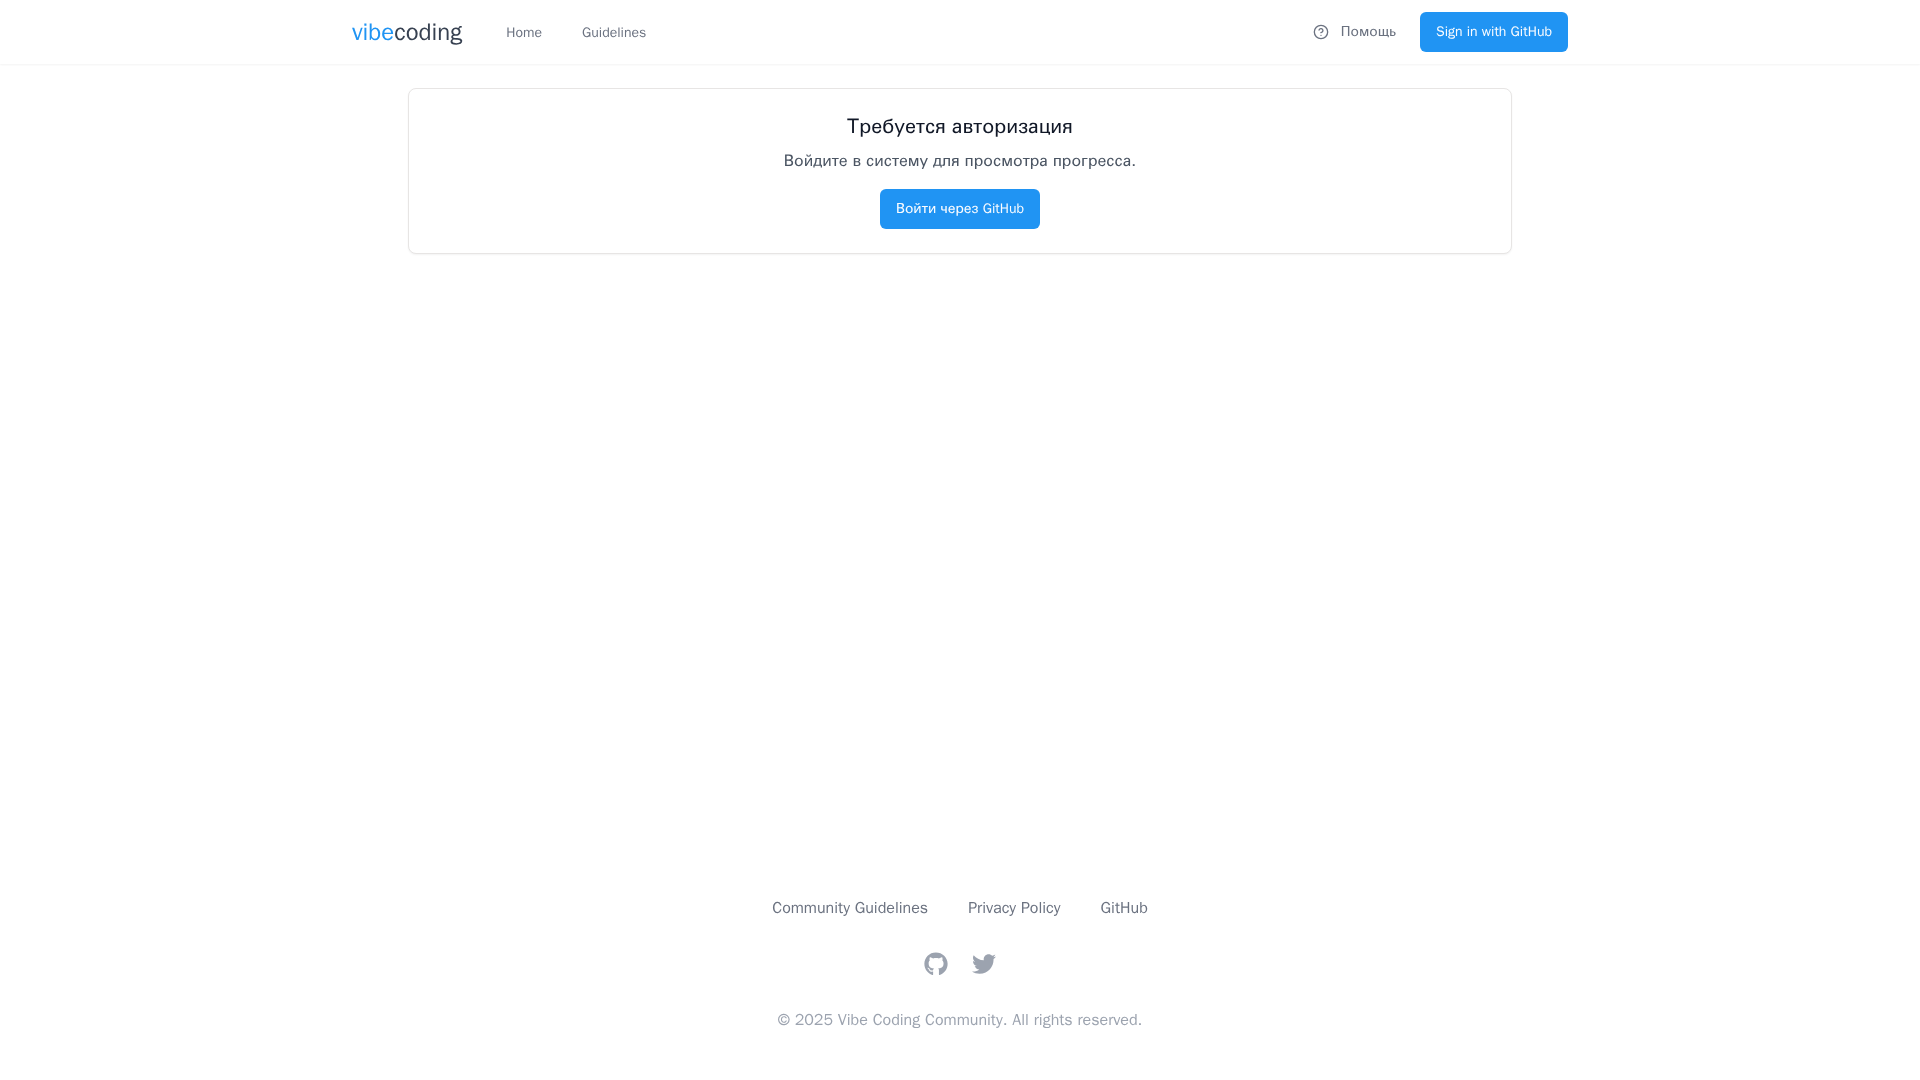 vibecoding
Home
Guidelines
Помощь
Sign in with GitHub
Требуется авторизация
Войдите в систему для просмотра прогресса.
Войти через GitHub
Community Guidelines
Privacy Policy
GitHub
© 2025 Vibe Coding Community. All rights reserved.